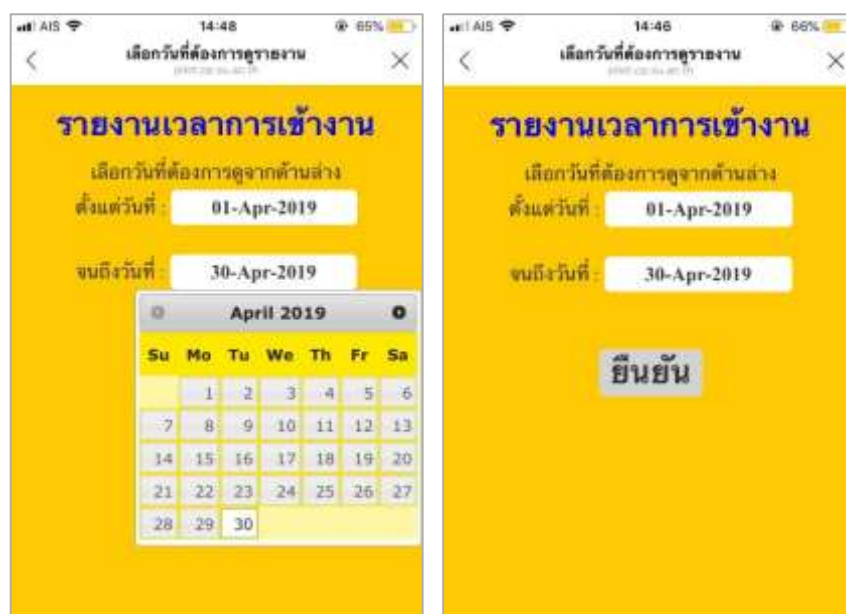 AIS 14:48 65%
เลือกวันที่ต้องการดูรายงาน
รายงานเวลาการเข้างาน
เลือกวันที่ต้องการดูจากด้านล่าง
ตั้งแต่วันที่ : 01-Apr-2019
จนถึงวันที่ : 30-Apr-2019
April 2019
Su Mo Tu We Th Fr Sa
1 2 3 4 5 6
7 8 9 10 11 12 13
14 15 16 17 18 19 20
21 22 23 24 25 26 27
28 29 30
AIS 14:46 66%
เลือกวันที่ต้องการดูรายงาน
รายงานเวลาการเข้างาน
เลือกวันที่ต้องการดูจากด้านล่าง
ตั้งแต่วันที่ : 01-Apr-2019
จนถึงวันที่ : 30-Apr-2019
ยืนยัน